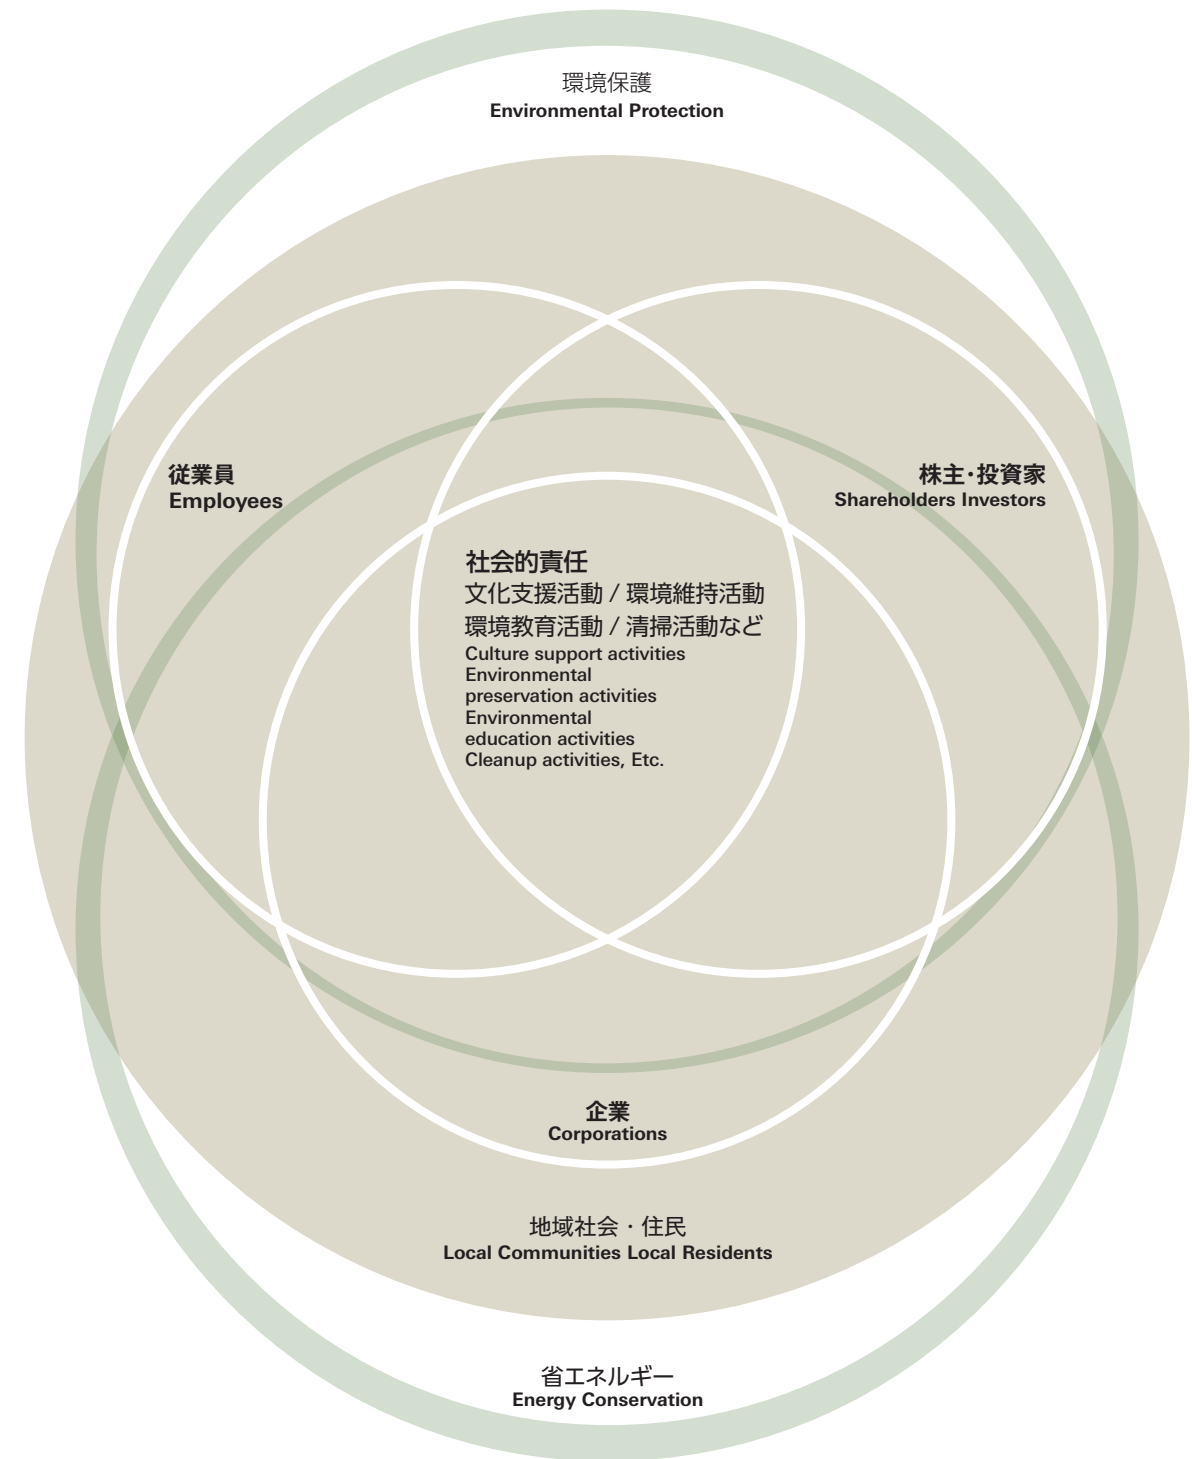 環境保護
Environmental Protection
従業員
Employees
株主・投資家
Shareholders Investors
社会的責任
文化支援活動 / 環境維持活動
環境教育活動 / 清掃活動など
Culture support activities
Environmental
preservation activities
Environmental
education activities
Cleanup activities, Etc.
企業
Corporations
地域社会・住民
Local Communities Local Residents
省エネルギー
Energy Conservation